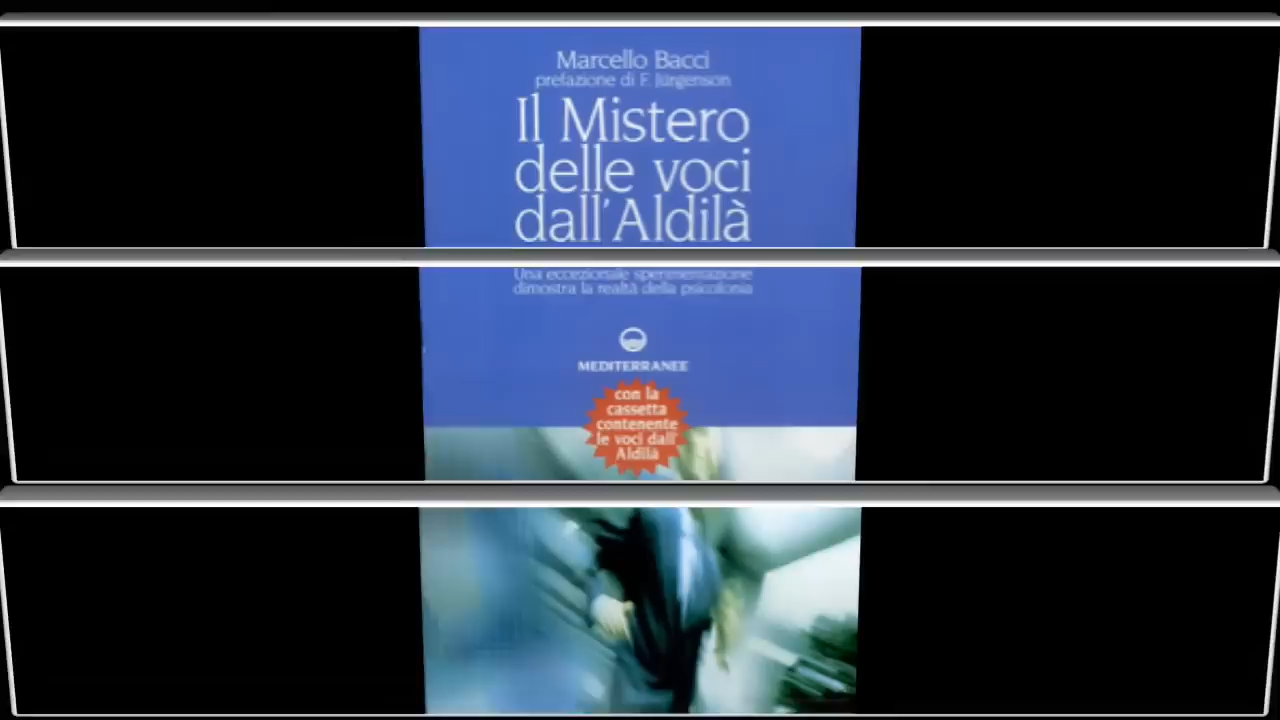 Marcello Bacci
prefazione di F. Jürgenson
Il Mistero
delle voci
dall'Aldilà
Una eccezionale sperimentazione
dimostra la realtà della psicofonia
MEDITERRANEE
con la
cassetta
contenente
le voci dall'
Aldilà